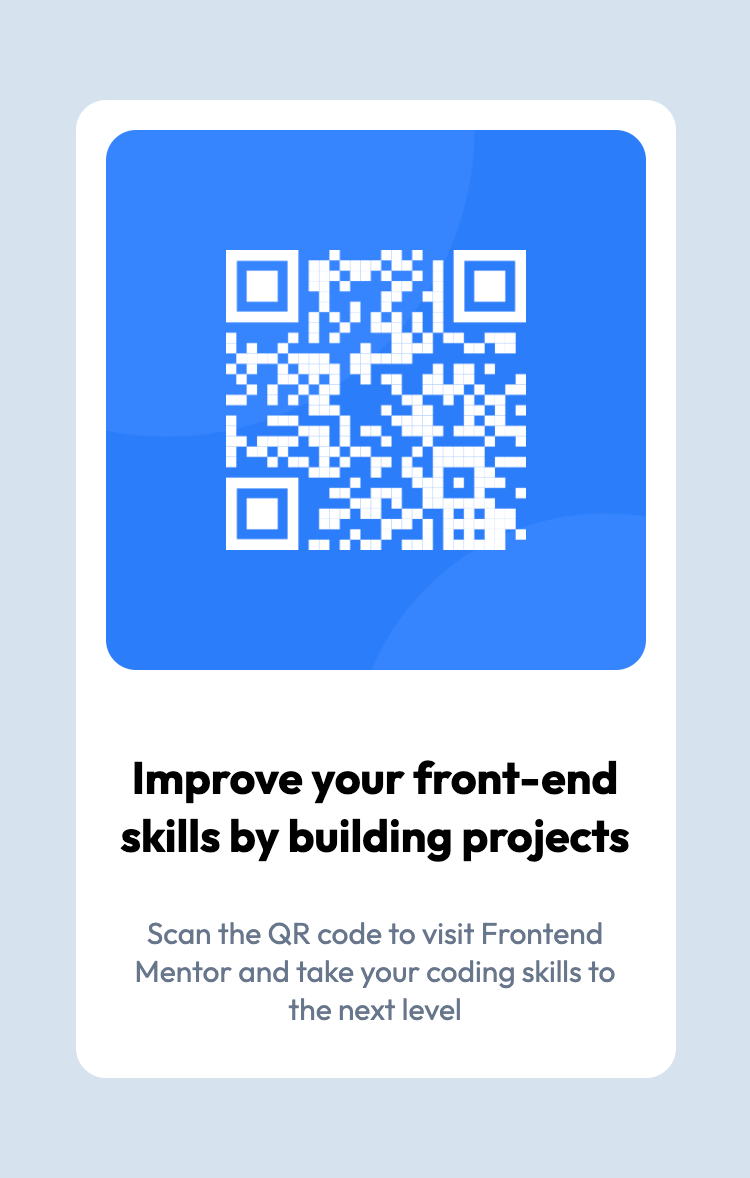 Improve your front-end
skills by building projects
Scan the QR code to visit Frontend
Mentor and take your coding skills to
the next level